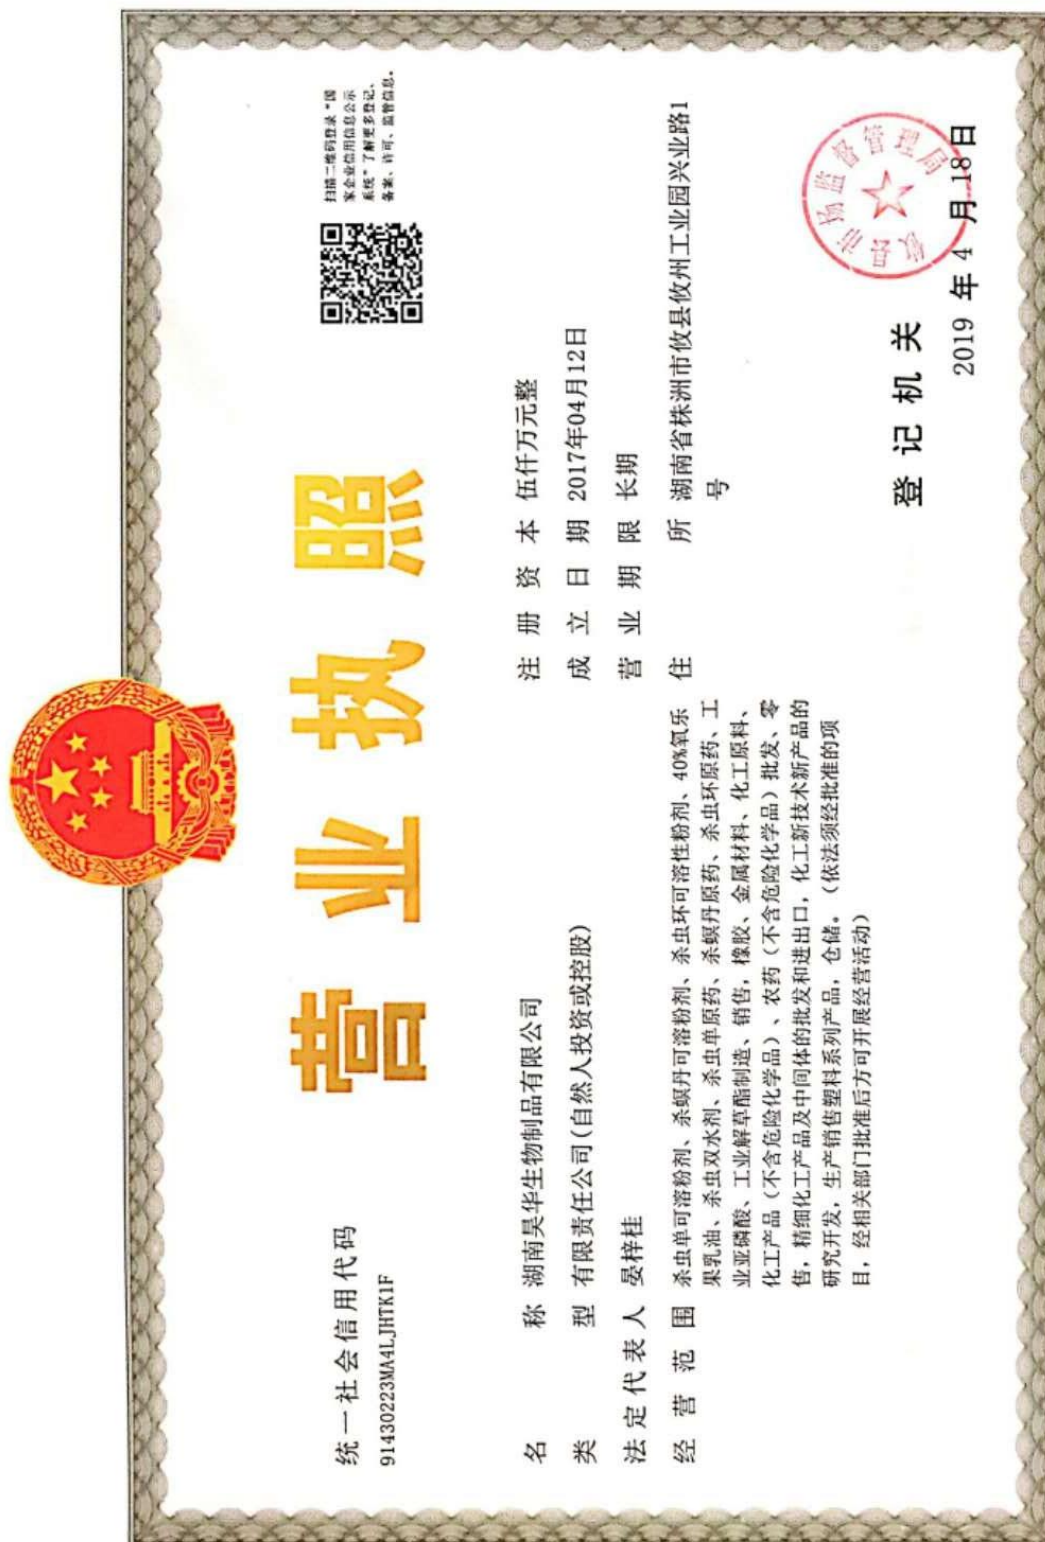 营业执照
统一社会信用代码
91430223MA4LJHTK1F
扫描二维码登录“国
家企业信用信息公示
系统”了解更多登记、
备案、许可、监管信息。
名称 湖南昊华生物制品有限公司
类型 有限责任公司(自然人投资或控股)
法定代表人 晏梓桂
经营范围 杀虫单可溶粉剂、杀螟丹可溶粉剂、杀虫环可溶性粉剂、40%氧乐
果乳油、杀虫双水剂、杀虫单原药、杀螟丹原药、杀虫环原药、工
业亚磷酸、工业解草酯制造、销售,橡胶、金属材料、化工原料、
化工产品(不含危险化学品)、农药(不含危险化学品)批发、零
售,精细化工产品及中间体的批发和进出口,化工新技术新产品的
研究开发,生产销售塑料系列产品,仓储。(依法须经批准的项
目,经相关部门批准后方可开展经营活动)
注册资本 伍仟万元整
成立日期 2017年04月12日
营业期限 长期
住所 湖南省株洲市攸县攸州工业园兴业路1
号
登记机关
攸县市场监督管理局
2019 年 4 月 18 日